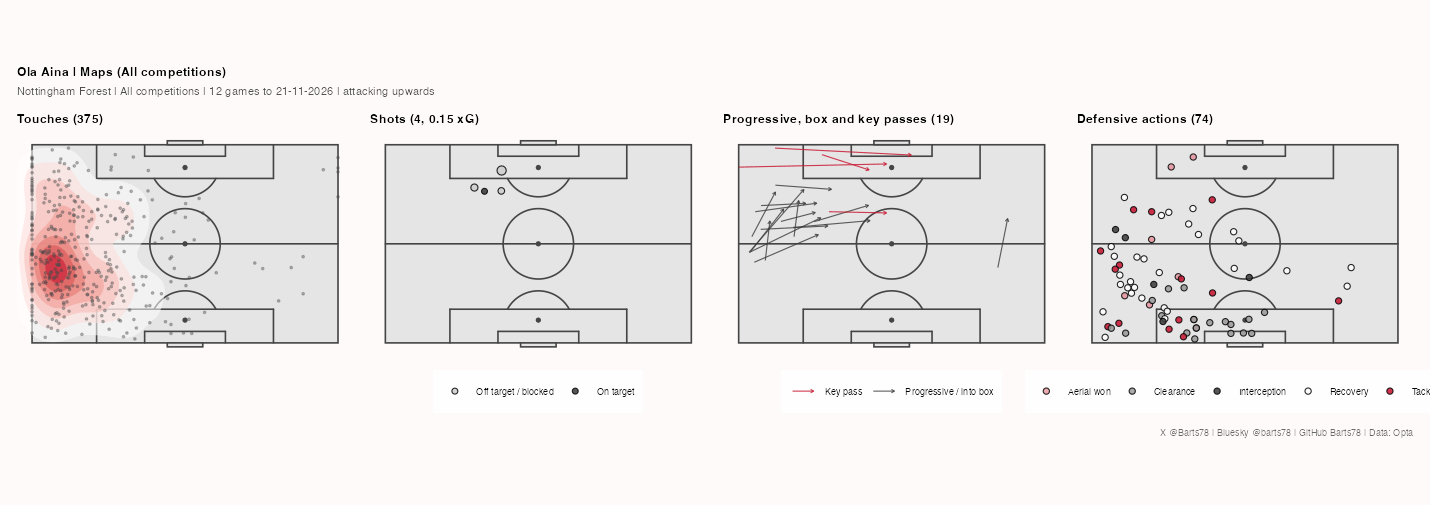 Ola Aina | Maps (All competitions)
Nottingham Forest | All competitions | 12 games to 21-11-2026 | attacking upwards
Touches (375)
Shots (4, 0.15 xG)
Progressive, box and key passes (19)
Defensive actions (74)
Off target / blocked
On target
Key pass
Progressive / into box
Aerial won
Clearance
Interception
Recovery
Tack
X @Barts78 | Bluesky @barts78 | GitHub Barts78 | Data: Opta